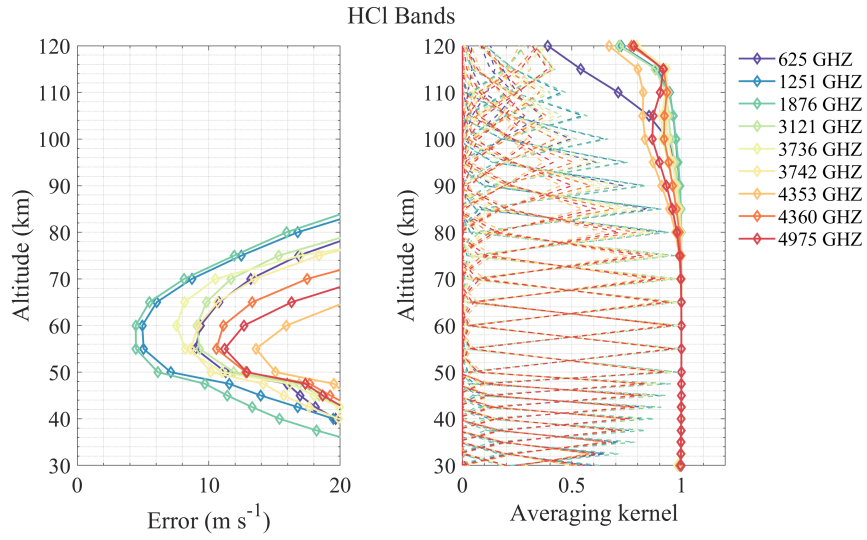 HCl Bands
120
110
100
90
80
70
60
50
40
30
Altitude (km)
0
10
20
Error (m s⁻¹)
120
110
100
90
80
70
60
50
40
30
Altitude (km)
0
0.5
1
Averaging kernel
625 GHZ
1251 GHZ
1876 GHZ
3121 GHZ
3736 GHZ
3742 GHZ
4353 GHZ
4360 GHZ
4975 GHZ